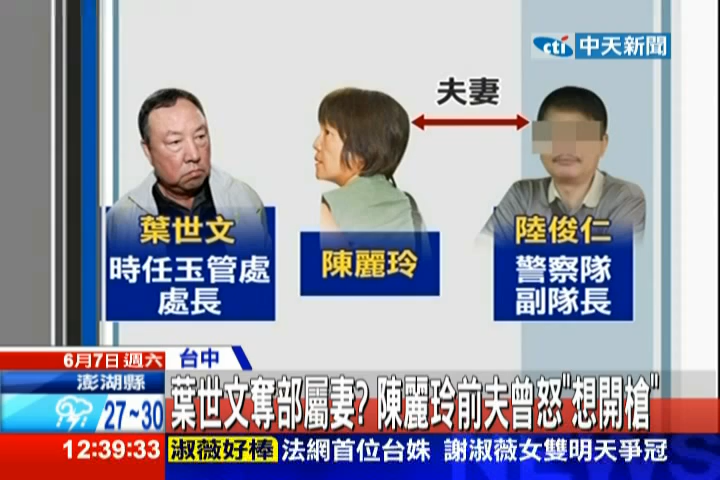 cti 中天新聞
夫妻
葉世文
時任玉管處
處長
陳麗玲
陸俊仁
警察隊
副隊長
6月7日週六
台中
澎湖縣
27~30
葉世文奪部屬妻? 陳麗玲前夫曾怒"想開槍"
12:39:33
淑薇好棒 法網首位台姝 謝淑薇女雙明天爭冠
NEWS